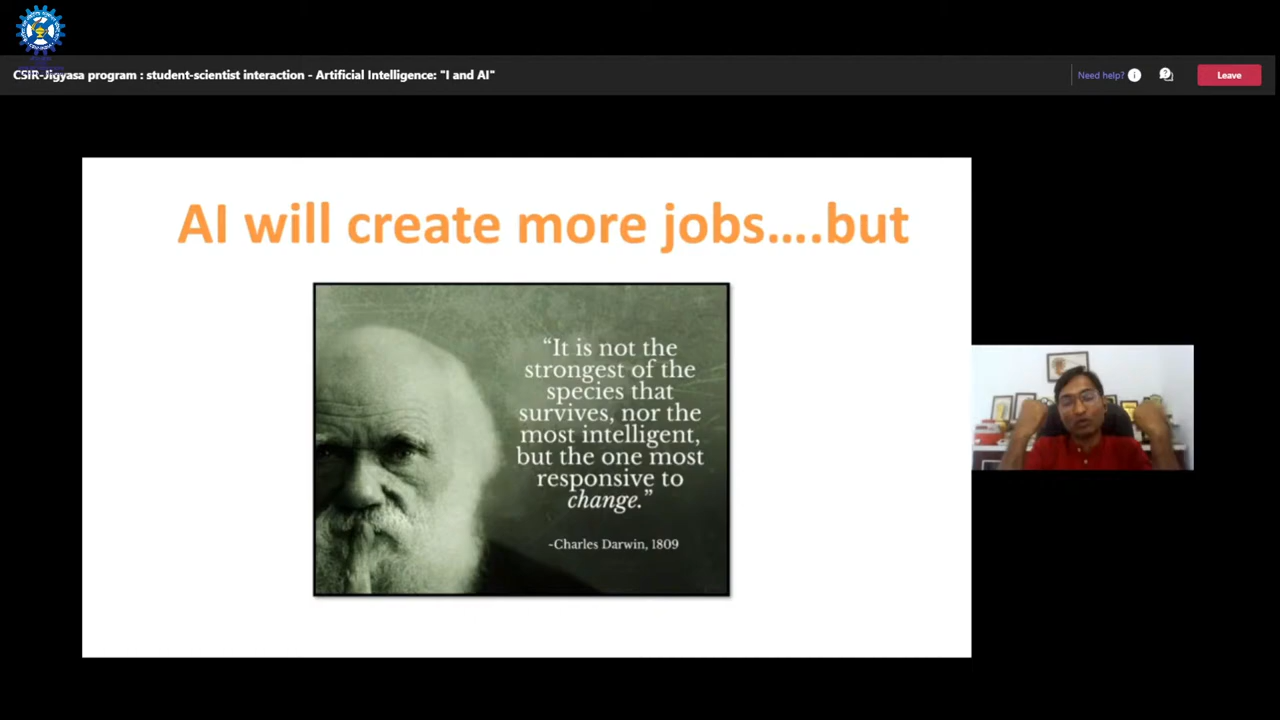 CSIR-Jigyasa program : student-scientist interaction - Artificial Intelligence: "I and AI"
Need help?
Leave
AI will create more jobs....but
“It is not the
strongest of the
species that
survives, nor the
most intelligent,
but the one most
responsive to
change.”
-Charles Darwin, 1809